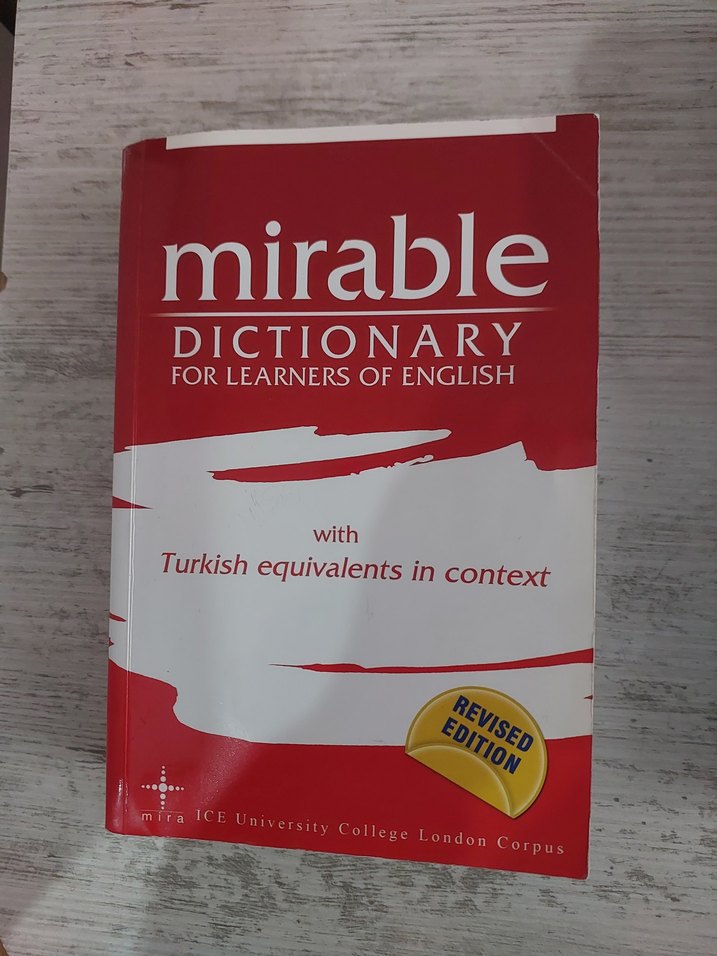 mirable
DICTIONARY
FOR LEARNERS OF ENGLISH
with
Turkish equivalents in context
REVISED
EDITION
mira
ICE University College London Corpus